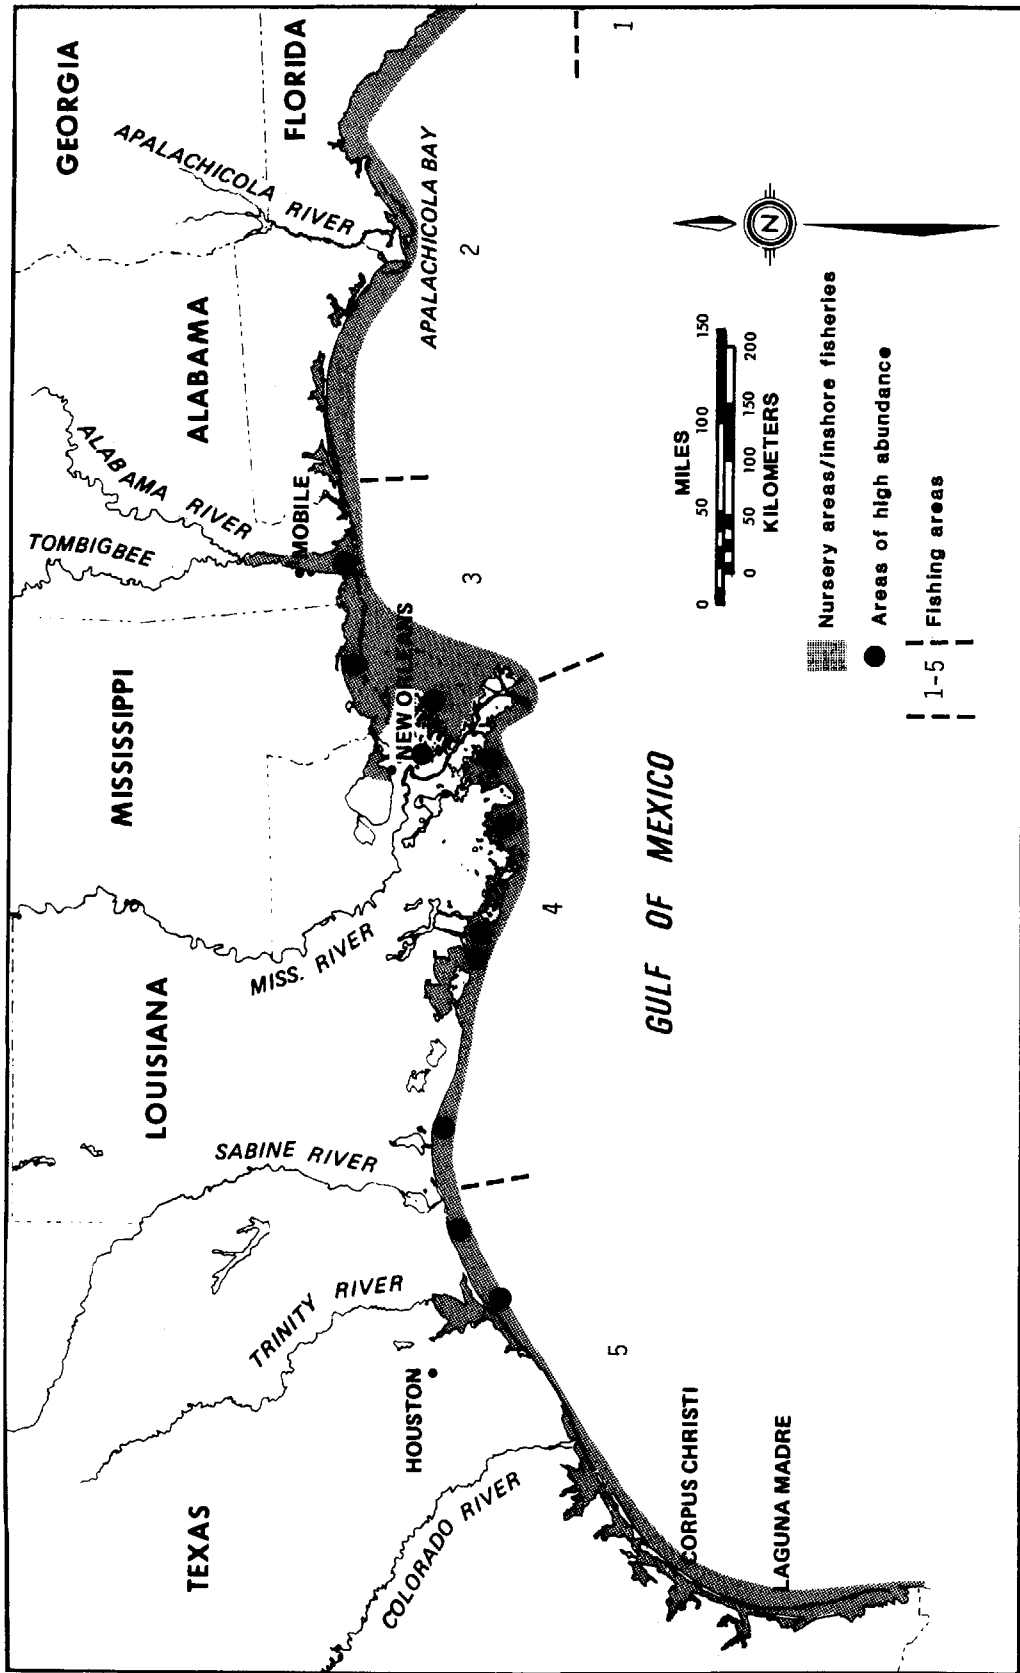 GEORGIA
FLORIDA
APALACHICOLA RIVER
APALACHICOLA BAY
ALABAMA
ALABAMA RIVER
TOMBIGBEE
MOBILE
MISSISSIPPI
NEW ORLEANS
MISS. RIVER
LOUISIANA
SABINE RIVER
TRINITY RIVER
HOUSTON
TEXAS
COLORADO RIVER
CORPUS CHRISTI
LAGUNA MADRE
GULF OF MEXICO
1
2
3
4
5
N
MILES
0 50 100 150
0 50 100 150 200
KILOMETERS
Nursery areas/inshore fisheries
Areas of high abundance
1-5 Fishing areas